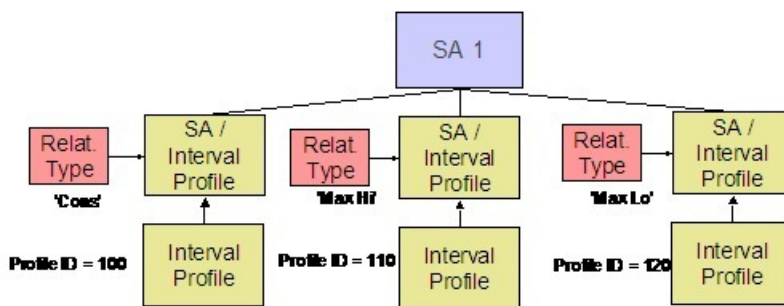 SA 1
Relat.
Type
'Cons'
SA /
Interval
Profile
Relat.
Type
'Max Hi'
SA /
Interval
Profile
Relat.
Type
'Max Lo'
SA /
Interval
Profile
Profile ID = 100
Interval
Profile
Profile ID = 110
Interval
Profile
Profile ID = 120
Interval
Profile